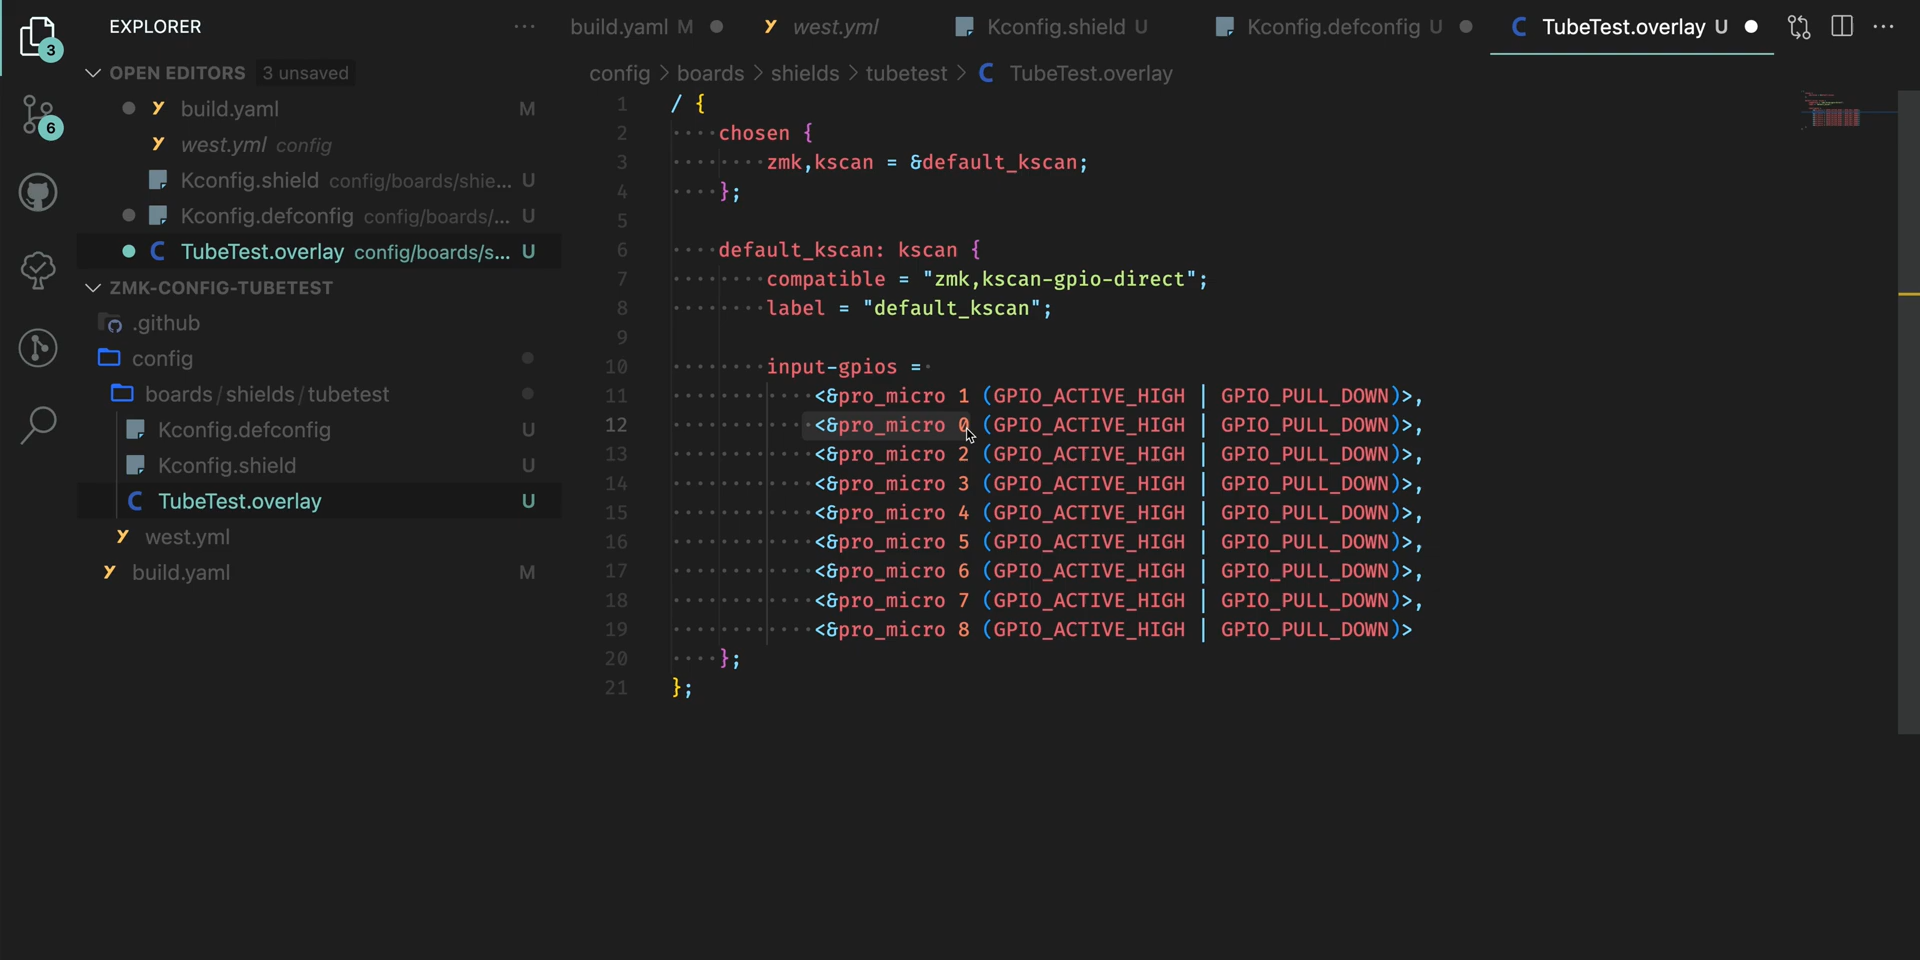 EXPLORER
3
OPEN EDITORS 3 unsaved
build.yaml M
west.yml config
Kconfig.shield config/boards/shie... U
Kconfig.defconfig config/boards/... U
TubeTest.overlay config/boards/s... U
ZMK-CONFIG-TUBETEST
.github
config
boards/shields/tubetest
Kconfig.defconfig U
Kconfig.shield U
TubeTest.overlay U
west.yml
build.yaml M
6
build.yaml M
west.yml
Kconfig.shield U
Kconfig.defconfig U
TubeTest.overlay U
config > boards > shields > tubetest > TubeTest.overlay
1 / {
2 chosen {
3 zmk,kscan = &default_kscan;
4 };
5
6 default_kscan: kscan {
7 compatible = "zmk,kscan-gpio-direct";
8 label = "default_kscan";
9
10 input-gpios =
11 <&pro_micro 1 (GPIO_ACTIVE_HIGH | GPIO_PULL_DOWN)>,
12 <&pro_micro 0 (GPIO_ACTIVE_HIGH | GPIO_PULL_DOWN)>,
13 <&pro_micro 2 (GPIO_ACTIVE_HIGH | GPIO_PULL_DOWN)>,
14 <&pro_micro 3 (GPIO_ACTIVE_HIGH | GPIO_PULL_DOWN)>,
15 <&pro_micro 4 (GPIO_ACTIVE_HIGH | GPIO_PULL_DOWN)>,
16 <&pro_micro 5 (GPIO_ACTIVE_HIGH | GPIO_PULL_DOWN)>,
17 <&pro_micro 6 (GPIO_ACTIVE_HIGH | GPIO_PULL_DOWN)>,
18 <&pro_micro 7 (GPIO_ACTIVE_HIGH | GPIO_PULL_DOWN)>,
19 <&pro_micro 8 (GPIO_ACTIVE_HIGH | GPIO_PULL_DOWN)>
20 };
21 };